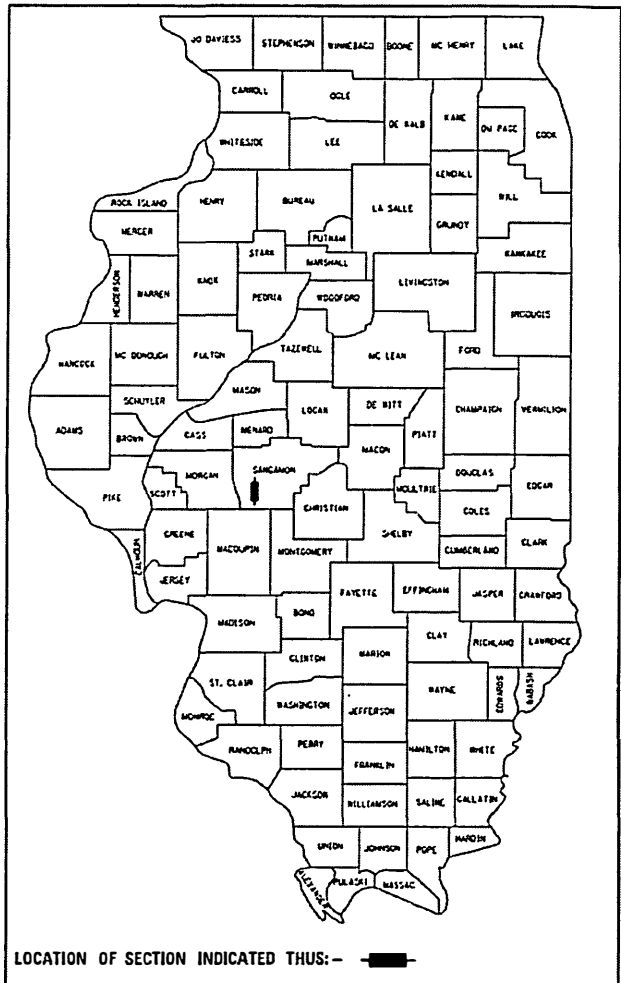 JO DAVIESS STEPHENSON WINNEBAGO BOONE MC HENRY LAKE
CARROLL OGLE DE KALB KANE DU PAGE COOK
WHITESIDE LEE KENDALL WILL
ROCK ISLAND HENRY BUREAU LA SALLE GRUNDY
MERCER STARK PUTNAM MARSHALL KANKAKEE
HENDERSON WARREN KNOX PEORIA WOODFORD LIVINGSTON IROQUOIS
HANCOCK MC DONOUGH FULTON TAZEWELL MC LEAN FORD
SCHUYLER MASON LOGAN DE WITT CHAMPAIGN VERMILION
ADAMS BROWN CASS MENARD MACON PIATT
PIKE SCOTT MORGAN SANGAMON CHRISTIAN MOULTRIE DOUGLAS EDGAR
COLES
CALHOUN GREENE MACOUPIN MONTGOMERY SHELBY CUMBERLAND CLARK
JERSEY FAYETTE EFFINGHAM JASPER CRAWFORD
MADISON BOND CLAY RICHLAND LAWRENCE
CLINTON MARION
ST. CLAIR WASHINGTON JEFFERSON WAYNE EDWARDS WABASH
MONROE
RANDOLPH PERRY FRANKLIN HAMILTON WHITE
JACKSON WILLIAMSON SALINE GALLATIN
UNION JOHNSON POPE HARDIN
ALEXANDER PULASKI MASSAC
LOCATION OF SECTION INDICATED THUS:-